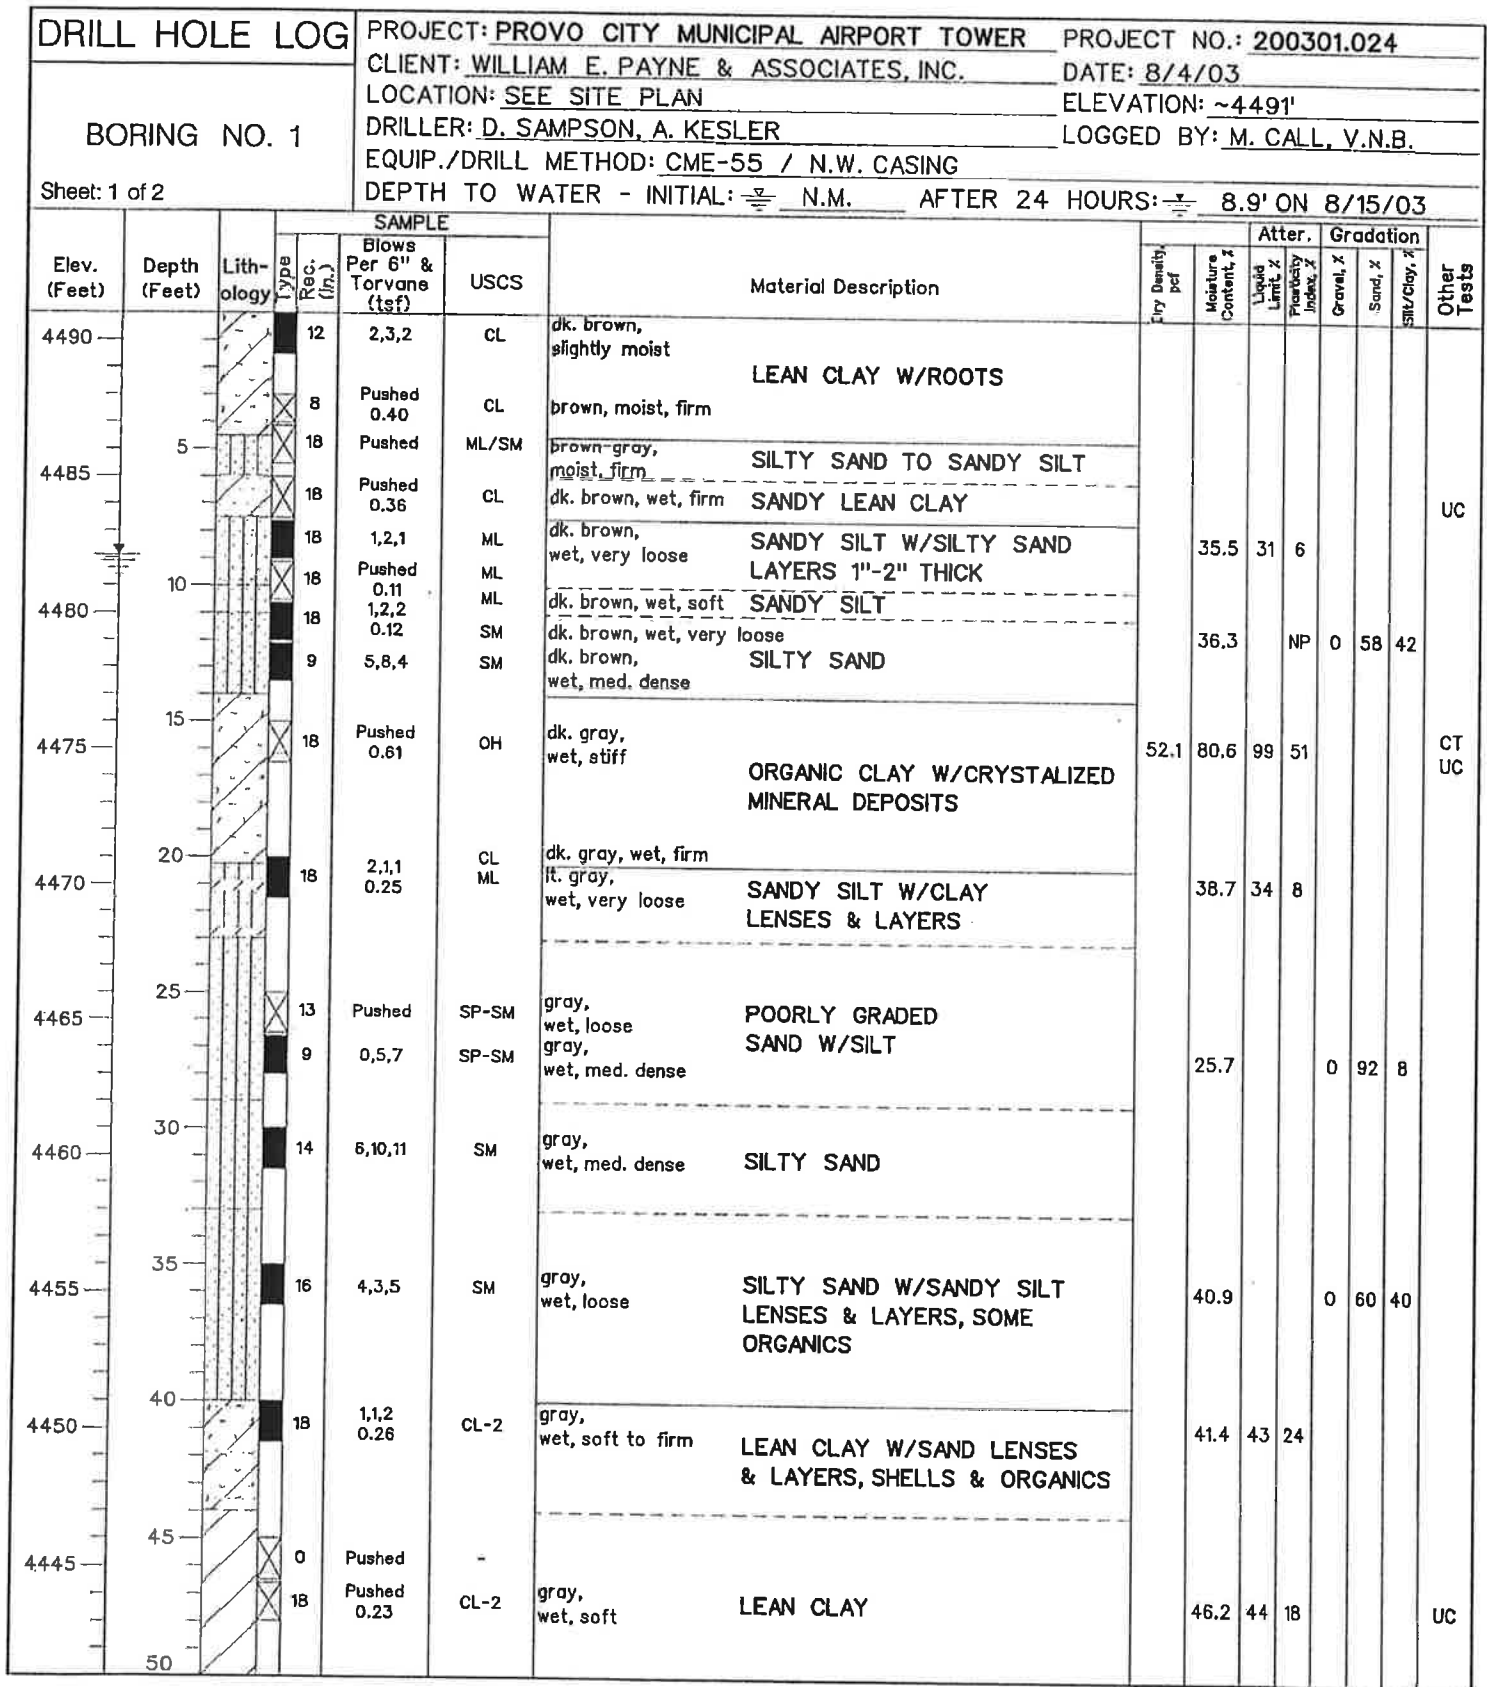 DRILL HOLE LOG
BORING NO. 1
Sheet: 1 of 2
PROJECT: PROVO CITY MUNICIPAL AIRPORT TOWER PROJECT NO.: 200301.024
CLIENT: WILLIAM E. PAYNE & ASSOCIATES, INC. DATE: 8/4/03
LOCATION: SEE SITE PLAN ELEVATION: ~4491'
DRILLER: D. SAMPSON, A. KESLER LOGGED BY: M. CALL, V.N.B.
EQUIP./DRILL METHOD: CME-55 / N.W. CASING
DEPTH TO WATER - INITIAL: N.M. AFTER 24 HOURS: 8.9' ON 8/15/03
Elev. (Feet)
Depth (Feet)
Lith-ology
SAMPLE
Type
Rec. (In.)
Blows Per 6" & Torvane (tsf)
USCS
Material Description
Dry Density, pcf
Moisture Content, %
Atter.
Liquid Limit, %
Plasticity Index, %
Gradation
Gravel, %
Sand, %
Silt/Clay, %
Other Tests
4490 12 2,3,2 CL dk. brown,
slightly moist
LEAN CLAY W/ROOTS
8 Pushed
0.40 CL brown, moist, firm
5 18 Pushed ML/SM brown-gray,
moist, firm SILTY SAND TO SANDY SILT
4485
18 Pushed
0.36 CL dk. brown, wet, firm SANDY LEAN CLAY UC
18 1,2,1 ML dk. brown,
wet, very loose SANDY SILT W/SILTY SAND 35.5 31 6
LAYERS 1"-2" THICK
10 18 Pushed
0.11 ML
4480 18 1,2,2
0.12 ML dk. brown, wet, soft SANDY SILT
SM dk. brown, wet, very loose 36.3 NP 0 58 42
9 5,8,4 SM dk. brown, SILTY SAND
wet, med. dense
15
4475 18 Pushed
0.61 OH dk. gray,
wet, stiff 52.1 80.6 99 51 CT
UC
ORGANIC CLAY W/CRYSTALIZED
MINERAL DEPOSITS
20 CL dk. gray, wet, firm
4470 18 2,1,1
0.25 ML lt. gray,
wet, very loose SANDY SILT W/CLAY 38.7 34 8
LENSES & LAYERS
25
4465 13 Pushed SP-SM gray,
wet, loose POORLY GRADED
SAND W/SILT
9 0,5,7 SP-SM gray,
wet, med. dense 25.7 0 92 8
30
4460 14 6,10,11 SM gray,
wet, med. dense SILTY SAND
35
4455 16 4,3,5 SM gray,
wet, loose SILTY SAND W/SANDY SILT 40.9 0 60 40
LENSES & LAYERS, SOME
ORGANICS
40
4450 18 1,1,2
0.26 CL-2 gray,
wet, soft to firm 41.4 43 24
LEAN CLAY W/SAND LENSES
& LAYERS, SHELLS & ORGANICS
45
4445 0 Pushed -
18 Pushed
0.23 CL-2 gray,
wet, soft LEAN CLAY 46.2 44 18 UC
50